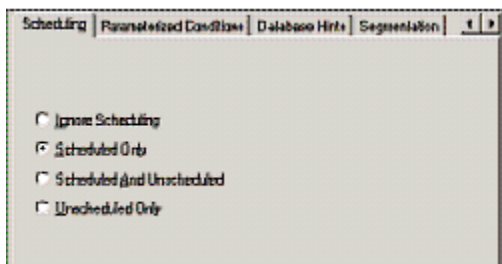 Scheduling Parameterized Conditions Database Hints Segmentation
Ignore Scheduling
Scheduled Only
Scheduled And Unscheduled
Unscheduled Only